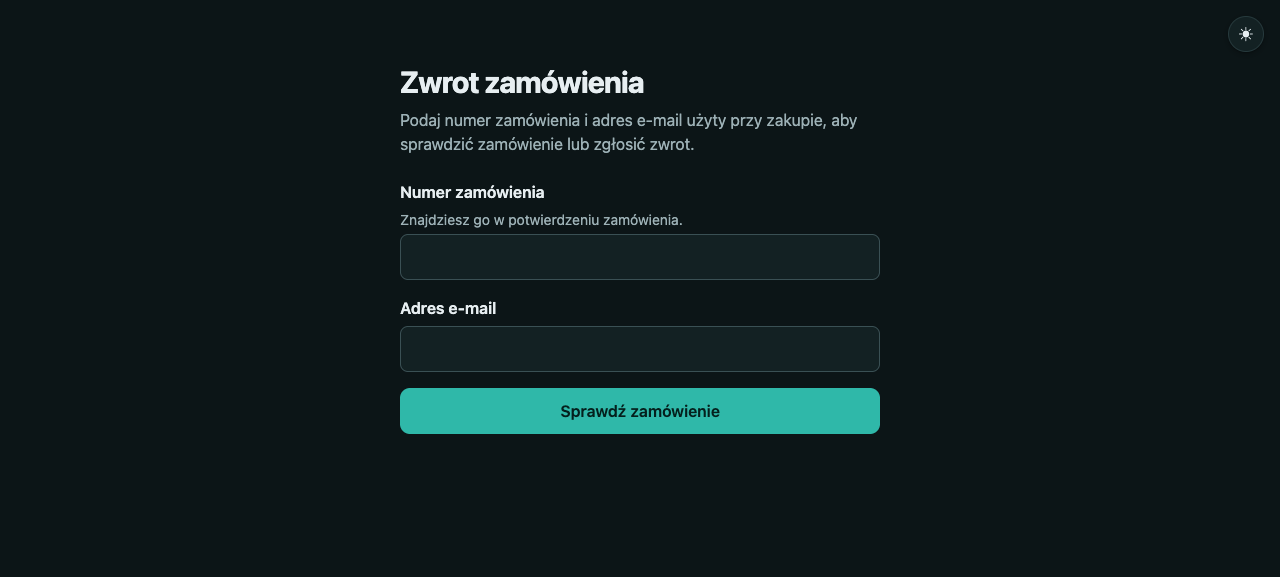 Zwrot zamówienia
Podaj numer zamówienia i adres e-mail użyty przy zakupie, aby
sprawdzić zamówienie lub zgłosić zwrot.
Numer zamówienia
Znajdziesz go w potwierdzeniu zamówienia.
Adres e-mail
Sprawdź zamówienie